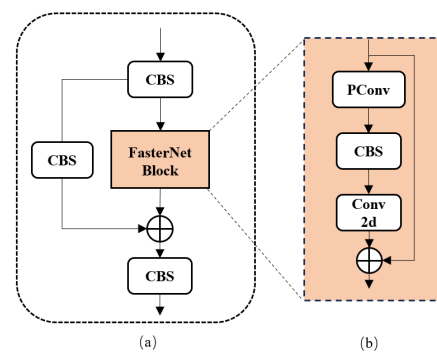 CBS
CBS
FasterNet
Block
CBS
(a)
PConv
CBS
Conv
2d
(b)